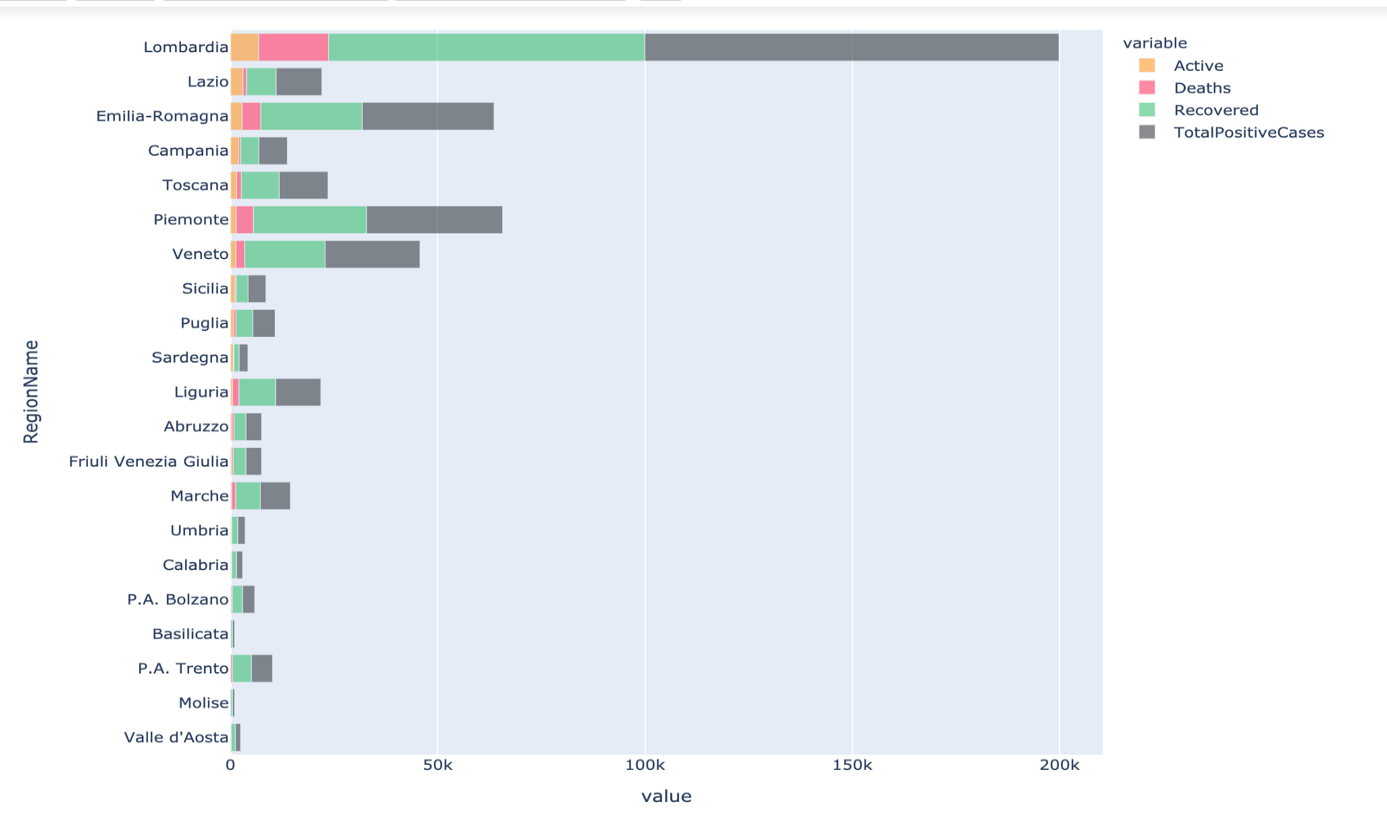 variable
Active
Deaths
Recovered
TotalPositiveCases
RegionName
Lombardia
Lazio
Emilia-Romagna
Campania
Toscana
Piemonte
Veneto
Sicilia
Puglia
Sardegna
Liguria
Abruzzo
Friuli Venezia Giulia
Marche
Umbria
Calabria
P.A. Bolzano
Basilicata
P.A. Trento
Molise
Valle d'Aosta
0 50k 100k 150k 200k
value